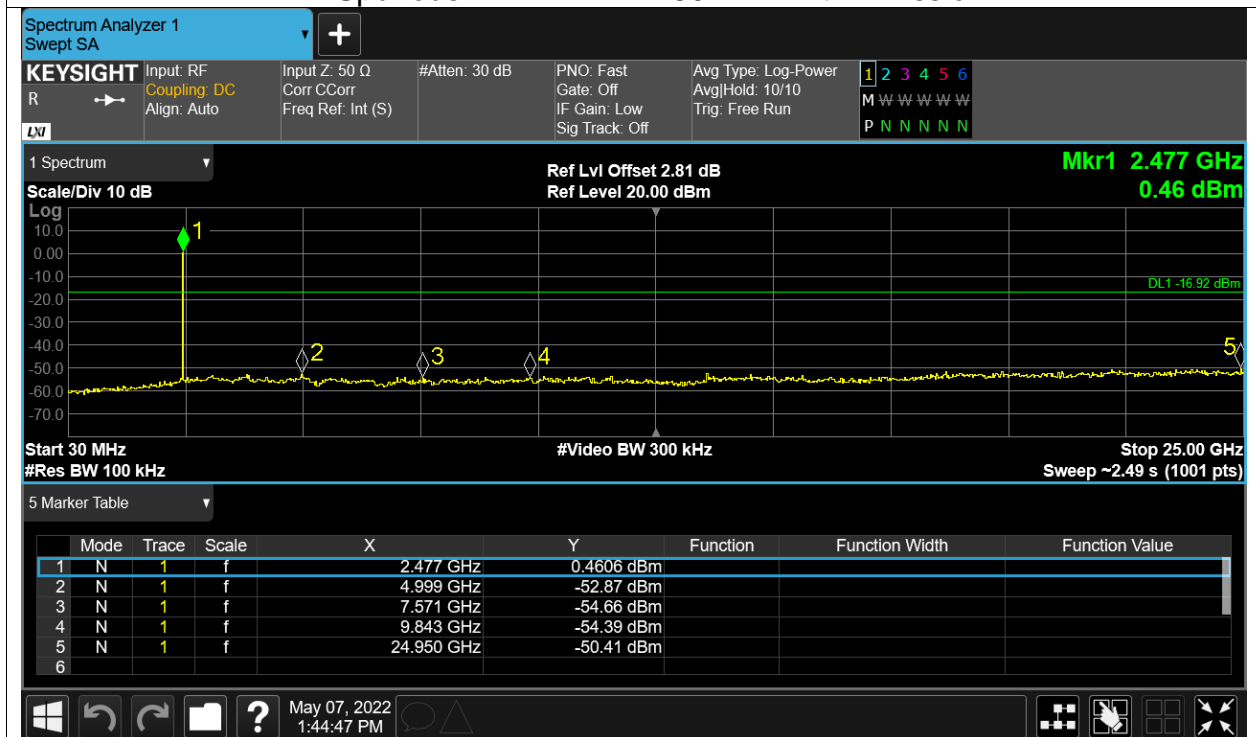 Spectrum Analyzer 1
Swept SA
+
KEYSIGHT
R
LXI
Input: RF
Coupling: DC
Align: Auto
Input Z: 50 Ω
Corr CCorr
Freq Ref: Int (S)
#Atten: 30 dB
PNO: Fast
Gate: Off
IF Gain: Low
Sig Track: Off
Avg Type: Log-Power
Avg|Hold: 10/10
Trig: Free Run
1 2 3 4 5 6
M W W W W W
P N N N N N
1 Spectrum
Scale/Div 10 dB
Ref Lvl Offset 2.81 dB
Ref Level 20.00 dBm
Mkr1 2.477 GHz
0.46 dBm
Log
10.0
0.00
-10.0
-20.0
-30.0
-40.0
-50.0
-60.0
-70.0
1
2
3
4
5
DL1 -16.92 dBm
Start 30 MHz
#Res BW 100 kHz
#Video BW 300 kHz
Stop 25.00 GHz
Sweep ~2.49 s (1001 pts)
5 Marker Table
Mode Trace Scale X Y Function Function Width Function Value
1 N 1 f 2.477 GHz 0.4606 dBm
2 N 1 f 4.999 GHz -52.87 dBm
3 N 1 f 7.571 GHz -54.66 dBm
4 N 1 f 9.843 GHz -54.39 dBm
5 N 1 f 24.950 GHz -50.41 dBm
6
?
May 07, 2022
1:44:47 PM